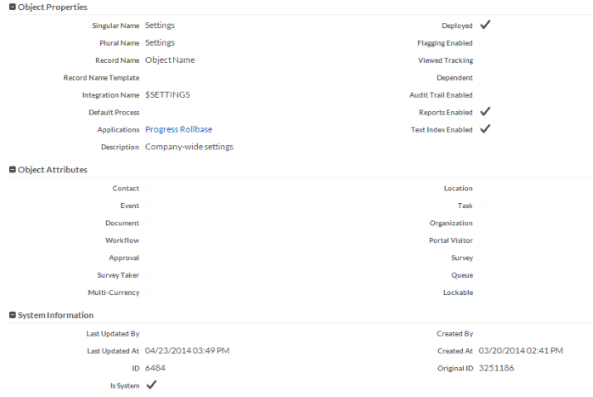 Object Properties
Singular Name Settings Deployed
Plural Name Settings Flagging Enabled
Record Name Object Name Viewed Tracking
Record Name Template Dependent
Integration Name $SETTINGS Audit Trail Enabled
Default Process Reports Enabled
Applications Progress Rollbase Text Index Enabled
Description Company-wide settings
Object Attributes
Contact Location
Event Task
Document Organization
Workflow Portal Visitor
Approval Survey
Survey Taker Queue
Multi-Currency Lockable
System Information
Last Updated By Created By
Last Updated At 04/23/2014 03:49 PM Created At 03/20/2014 02:41 PM
ID 6484 Original ID 3251186
Is System